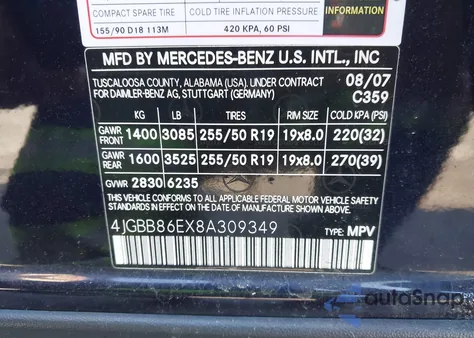 COMPACT SPARE TIRE COLD TIRE INFLATION PRESSURE INFORMATION
155/90 D18 113M 420 KPA, 60 PSI
MFD BY MERCEDES-BENZ U.S. INTL., INC
TUSCALOOSA COUNTY, ALABAMA (USA), UNDER CONTRACT 08/07
FOR DAIMLER-BENZ AG, STUTTGART (GERMANY) C359
KG LB TIRES RIM SIZE COLD KPA (PSI)
GAWR FRONT 1400 3085 255/50 R19 19x8.0 220(32)
GAWR REAR 1600 3525 255/50 R19 19x8.0 270(39)
GVWR 2830 6235
THIS VEHICLE CONFORMS TO ALL APPLICABLE FEDERAL MOTOR VEHICLE SAFETY
STANDARDS IN EFFECT ON THE DATE OF MANUFACTURE SHOWN ABOVE.
4JGBB86EX8A309349 TYPE: MPV
autoSnap